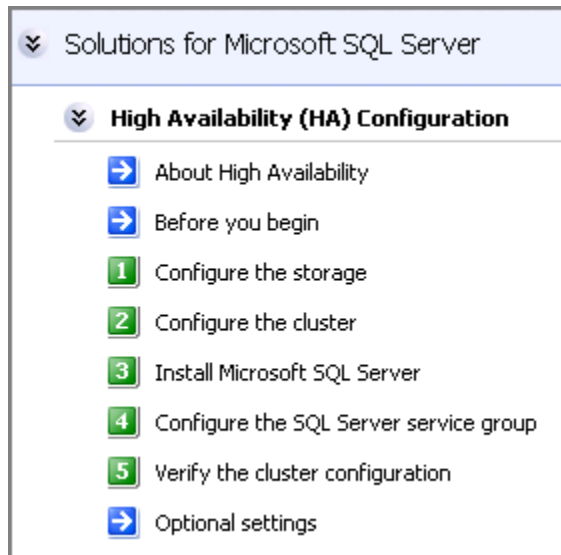 Solutions for Microsoft SQL Server
High Availability (HA) Configuration
About High Availability
Before you begin
1 Configure the storage
2 Configure the cluster
3 Install Microsoft SQL Server
4 Configure the SQL Server service group
5 Verify the cluster configuration
Optional settings